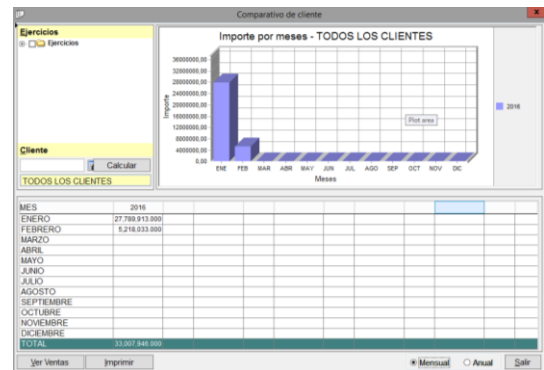 Comparativo de cliente
Ejercicios
Ejercicios
Cliente
Calcular
TODOS LOS CLIENTES
Importe por meses - TODOS LOS CLIENTES
Importe
36000000,00
32000000,00
28000000,00
24000000,00
20000000,00
16000000,00
12000000,00
8000000,00
4000000,00
0,00
ENE FEB MAR ABR MAY JUN JUL AGO SEP OCT NOV DIC
Meses
Plot area
2016
MES 2016
ENERO 27.789.913.000
FEBRERO 5.218.033.000
MARZO
ABRIL
MAYO
JUNIO
JULIO
AGOSTO
SEPTIEMBRE
OCTUBRE
NOVIEMBRE
DICIEMBRE
TOTAL 33.007.946.000
Ver Ventas Imprimir Mensual Anual Salir